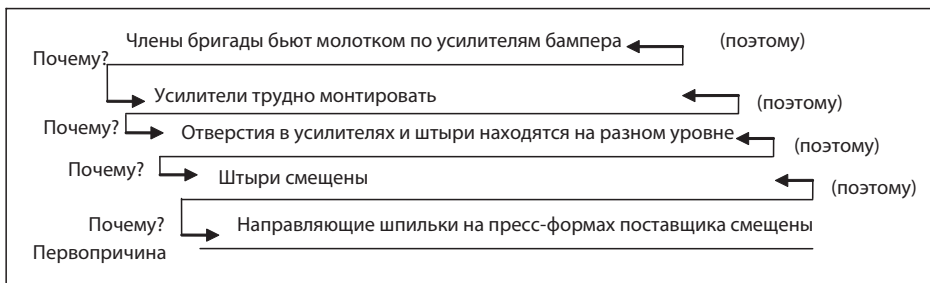 Члены бригады бьют молотком по усилителям бампера (поэтому)
Почему?
Усилители трудно монтировать (поэтому)
Почему? Отверстия в усилителях и штыри находятся на разном уровне (поэтому)
Почему? Штыри смещены (поэтому)
Почему? Направляющие шпильки на пресс-формах поставщика смещены
Первопричина